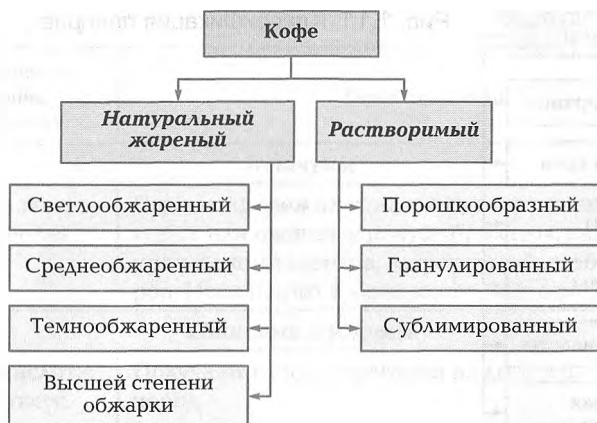 Кофе
Натуральный
жареный
Растворимый
Светлообжаренный
Порошкообразный
Среднеобжаренный
Гранулированный
Темнообжаренный
Сублимированный
Высшей степени
обжарки